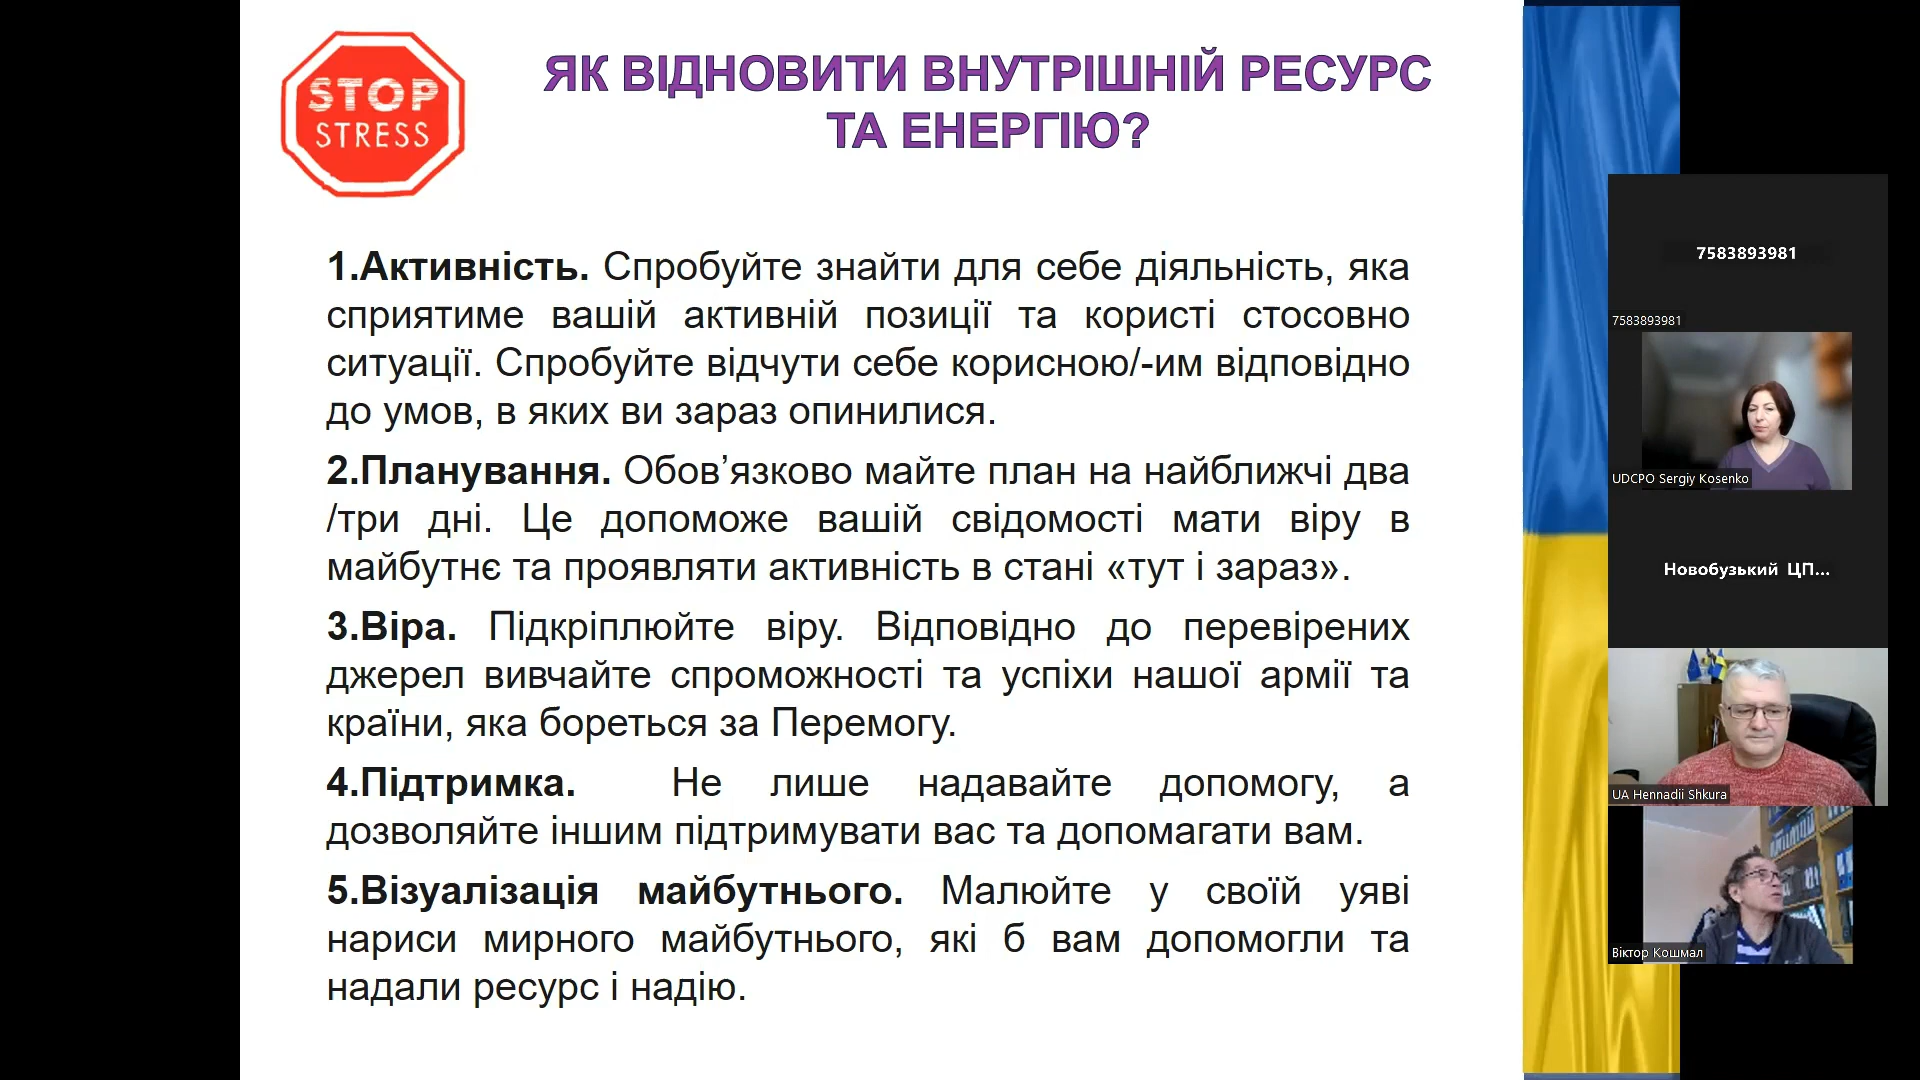 STOP
STRESS
ЯК ВІДНОВИТИ ВНУТРІШНІЙ РЕСУРС
ТА ЕНЕРГІЮ?
1.Активність. Спробуйте знайти для себе діяльність, яка
сприятиме вашій активній позиції та користі стосовно
ситуації. Спробуйте відчути себе корисною/-им відповідно
до умов, в яких ви зараз опинилися.
2.Планування. Обов’язково майте план на найближчі два
/три дні. Це допоможе вашій свідомості мати віру в
майбутнє та проявляти активність в стані «тут і зараз».
3.Віра. Підкріплюйте віру. Відповідно до перевірених
джерел вивчайте спроможності та успіхи нашої армії та
країни, яка бореться за Перемогу.
4.Підтримка. Не лише надавайте допомогу, а
дозволяйте іншим підтримувати вас та допомагати вам.
5.Візуалізація майбутнього. Малюйте у своїй уяві
нариси мирного майбутнього, які б вам допомогли та
надали ресурс і надію.
7583893981
7583893981
UDCPO Sergiy Kosenko
Новобузький ЦП...
UA Hennadii Shkura
Віктор Кошмал